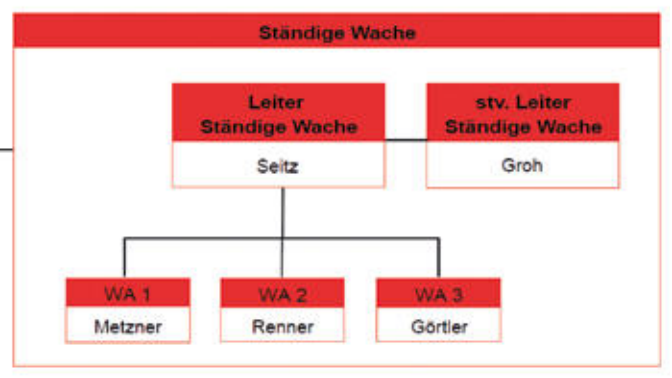 Ständige Wache
Leiter
Ständige Wache
Seitz
stv. Leiter
Ständige Wache
Groh
WA 1
Metzner
WA 2
Renner
WA 3
Görtler